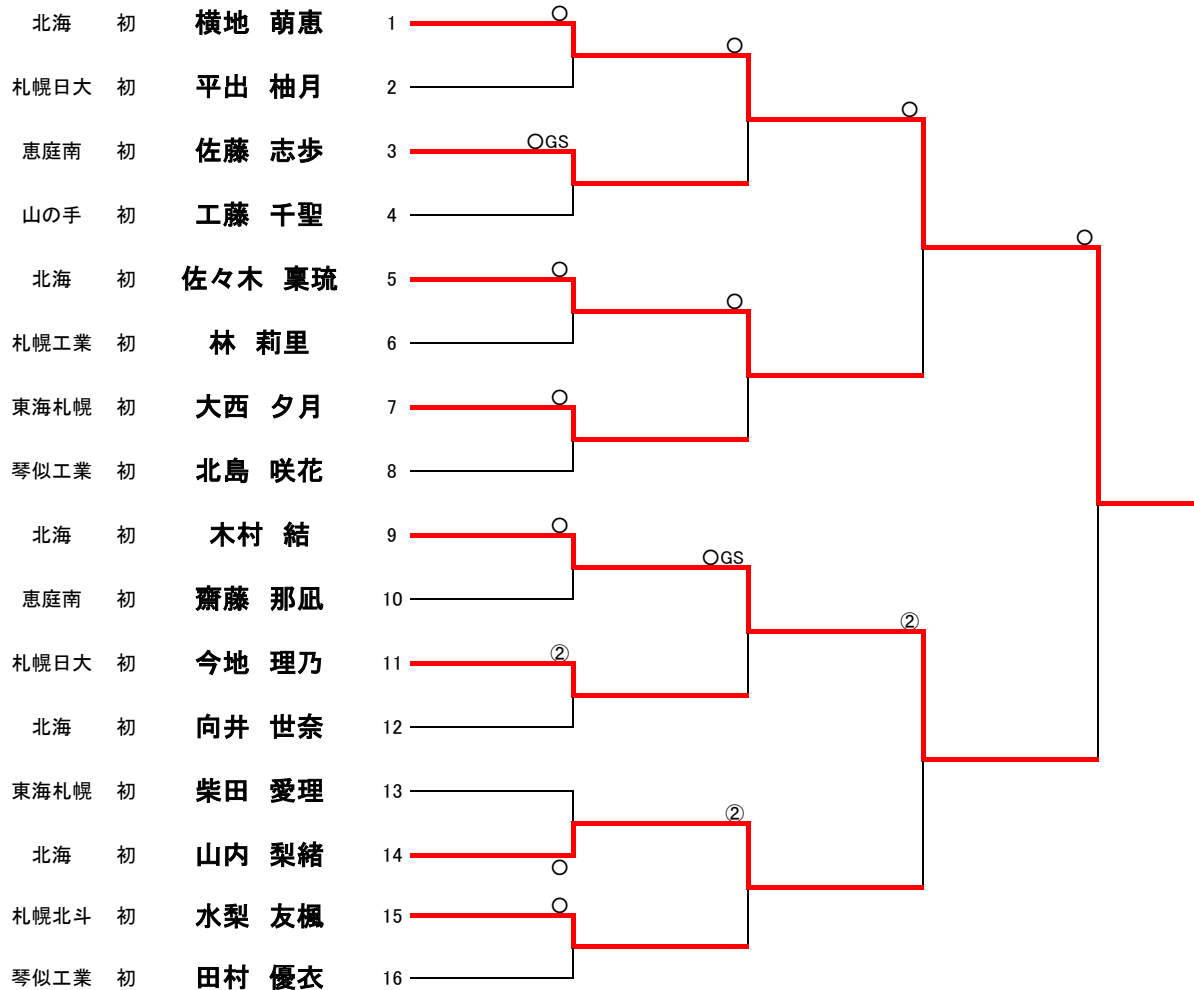 北海 初 横地 萌恵 1 ○
○
札幌日大 初 平出 柚月 2
○
恵庭南 初 佐藤 志歩 3 ○GS
山の手 初 工藤 千聖 4
○
北海 初 佐々木 稟琉 5 ○
○
札幌工業 初 林 莉里 6
東海札幌 初 大西 夕月 7 ○
琴似工業 初 北島 咲花 8
北海 初 木村 結 9 ○
○GS
恵庭南 初 齋藤 那凪 10
②
札幌日大 初 今地 理乃 11 ②
北海 初 向井 世奈 12
東海札幌 初 柴田 愛理 13
②
北海 初 山内 梨緒 14 ○
札幌北斗 初 水梨 友楓 15 ○
琴似工業 初 田村 優衣 16